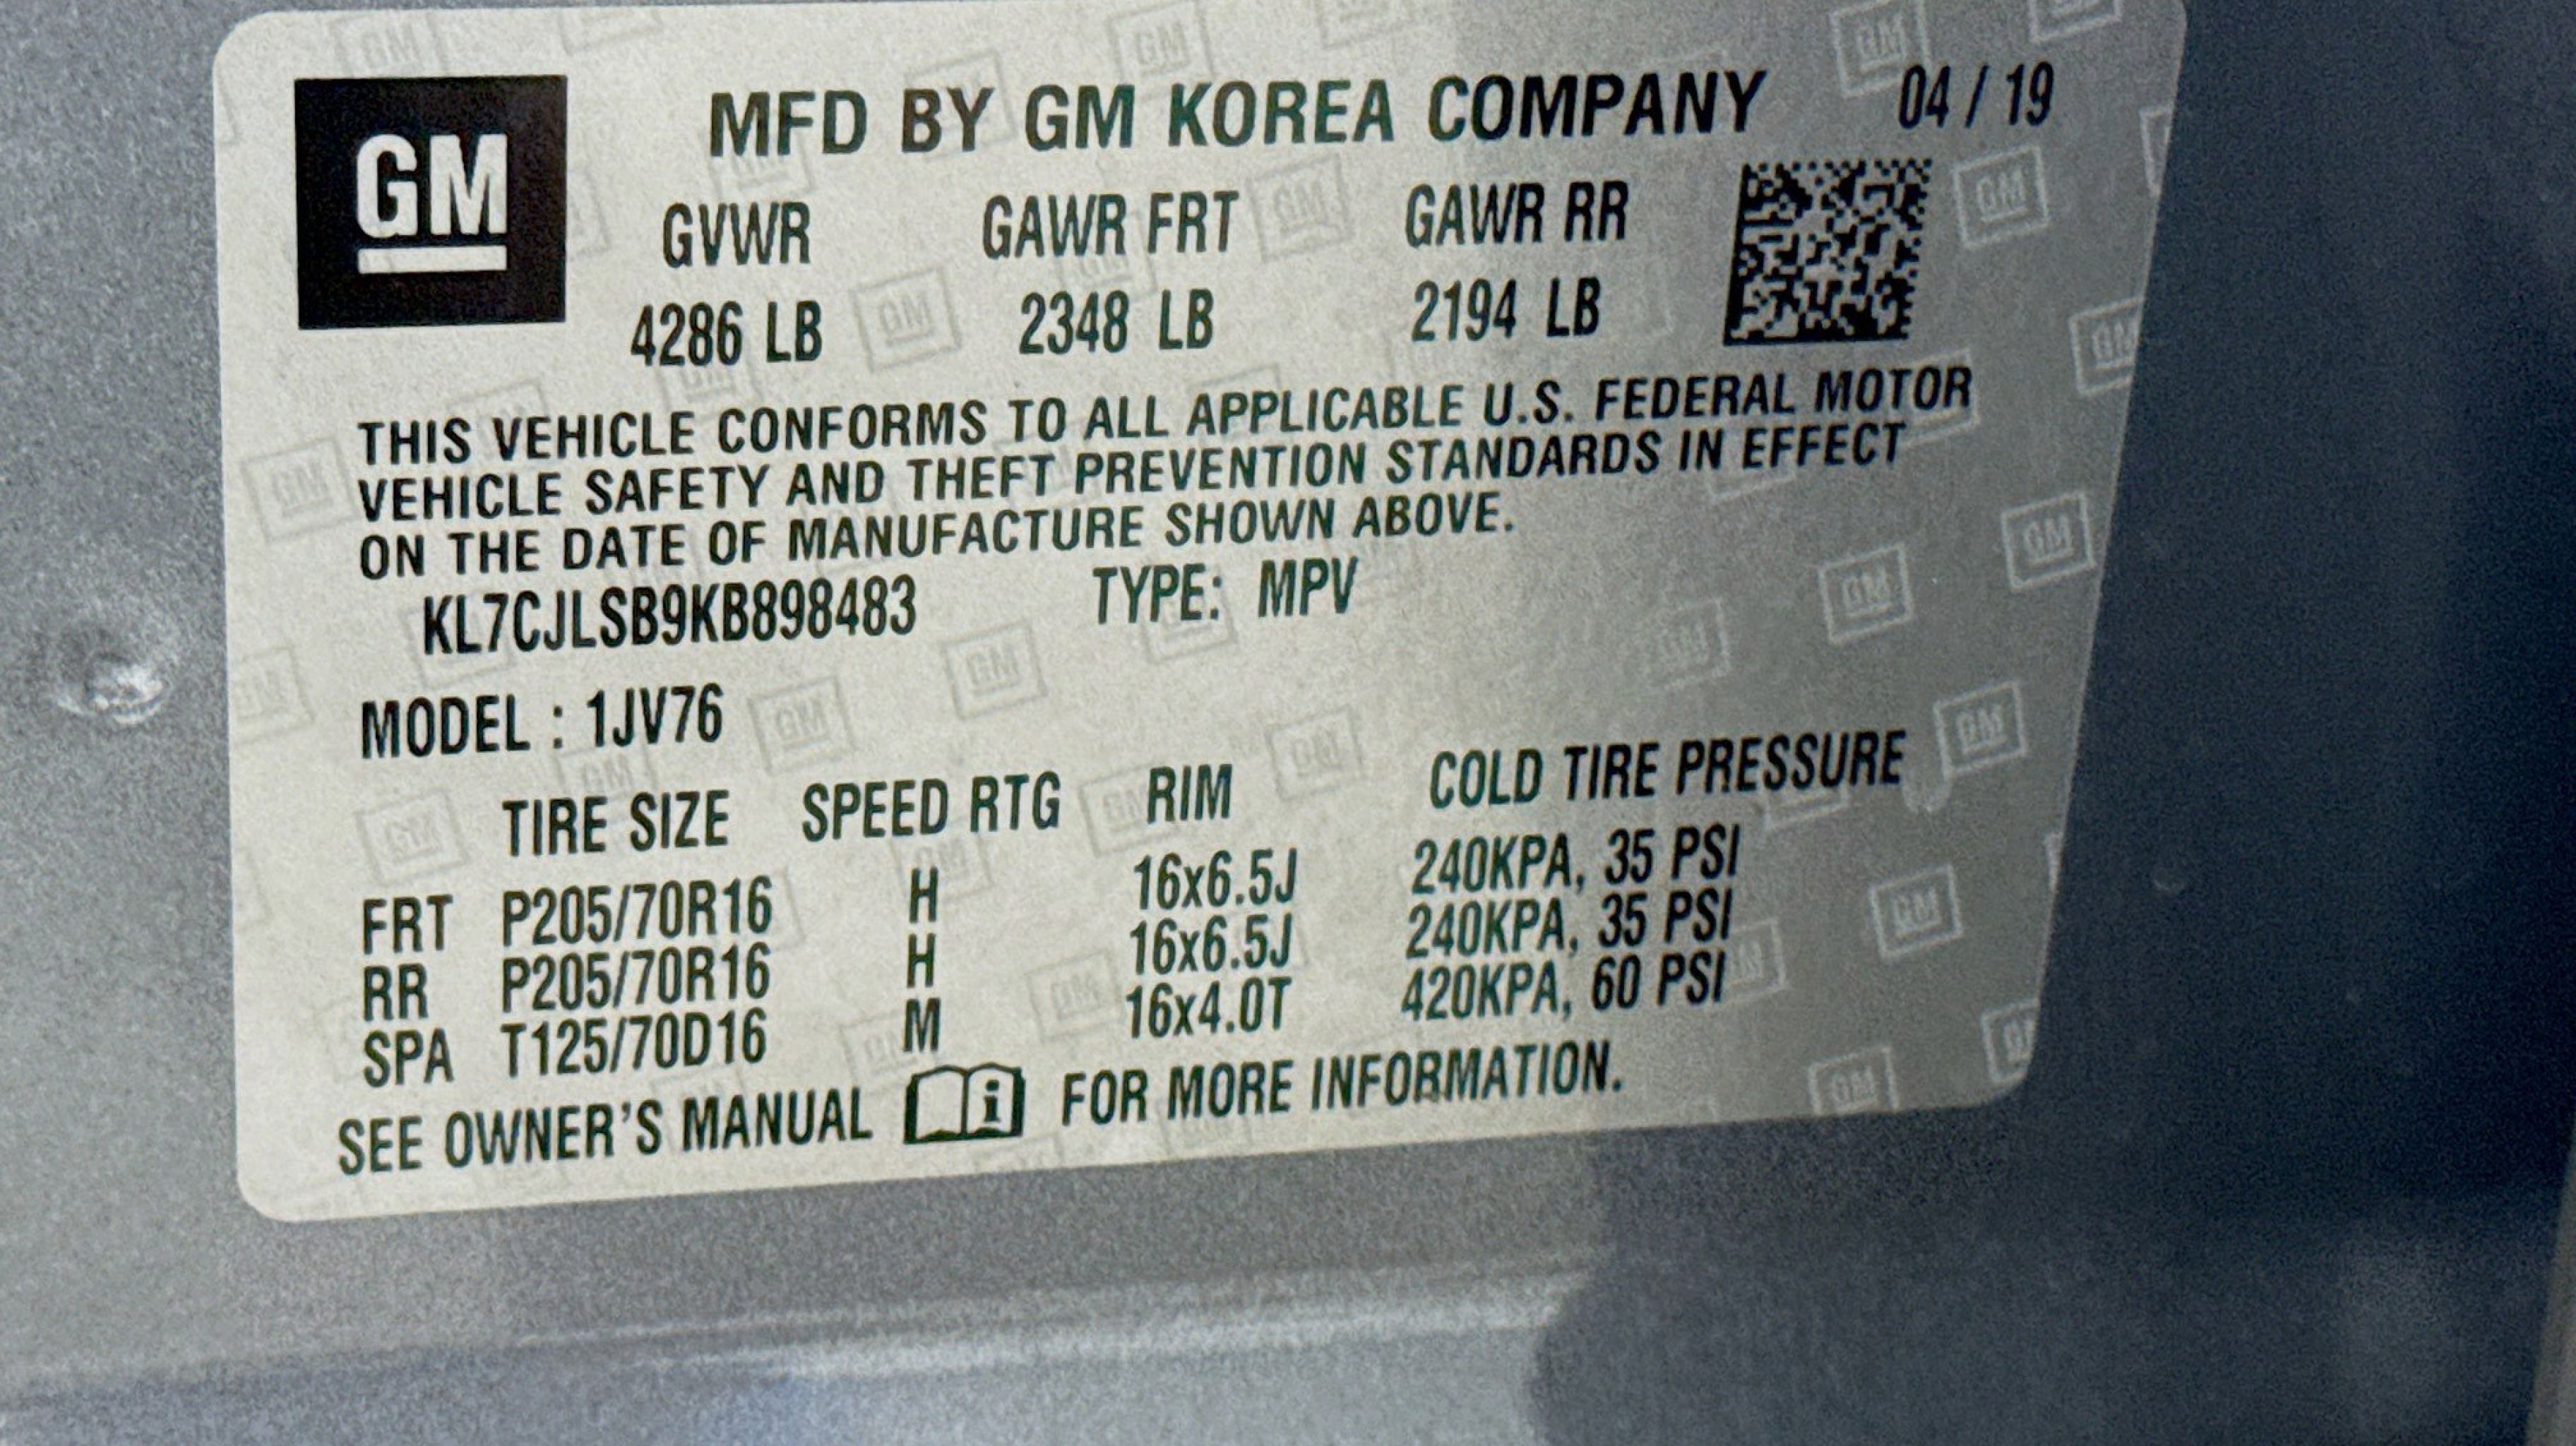 GM
MFD BY GM KOREA COMPANY 04 / 19
GVWR GAWR FRT GAWR RR
4286 LB 2348 LB 2194 LB
THIS VEHICLE CONFORMS TO ALL APPLICABLE U.S. FEDERAL MOTOR
VEHICLE SAFETY AND THEFT PREVENTION STANDARDS IN EFFECT
ON THE DATE OF MANUFACTURE SHOWN ABOVE.
KL7CJLSB9KB898483 TYPE: MPV
MODEL : 1JV76
TIRE SIZE SPEED RTG RIM COLD TIRE PRESSURE
FRT P205/70R16 H 16x6.5J 240KPA, 35 PSI
RR P205/70R16 H 16x6.5J 240KPA, 35 PSI
SPA T125/70D16 M 16x4.0T 420KPA, 60 PSI
SEE OWNER'S MANUAL i FOR MORE INFORMATION.